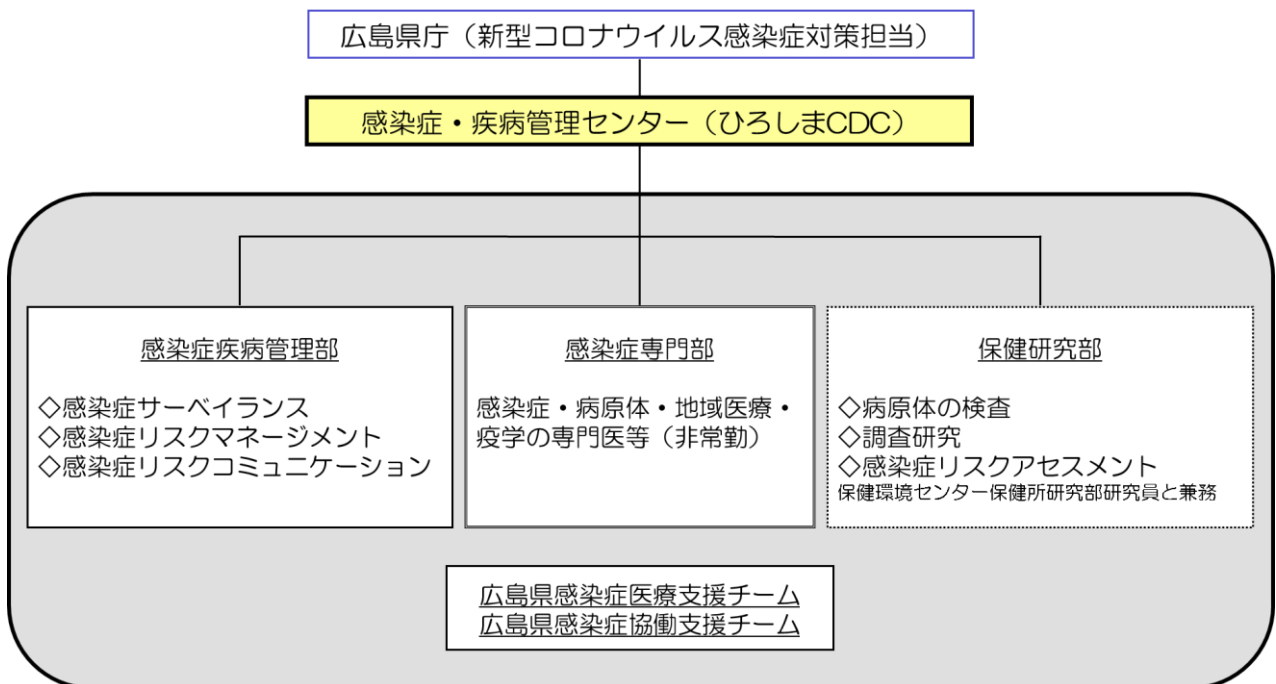 広島県庁（新型コロナウイルス感染症対策担当）
感染症・疾病管理センター（ひろしまCDC）
感染症疾病管理部
◇感染症サーベイランス
◇感染症リスクマネージメント
◇感染症リスクコミュニケーション
感染症専門部
感染症・病原体・地域医療・
疫学の専門医等（非常勤）
保健研究部
◇病原体の検査
◇調査研究
◇感染症リスクアセスメント
保健環境センター保健所研究部研究員と兼務
広島県感染症医療支援チーム
広島県感染症協働支援チーム